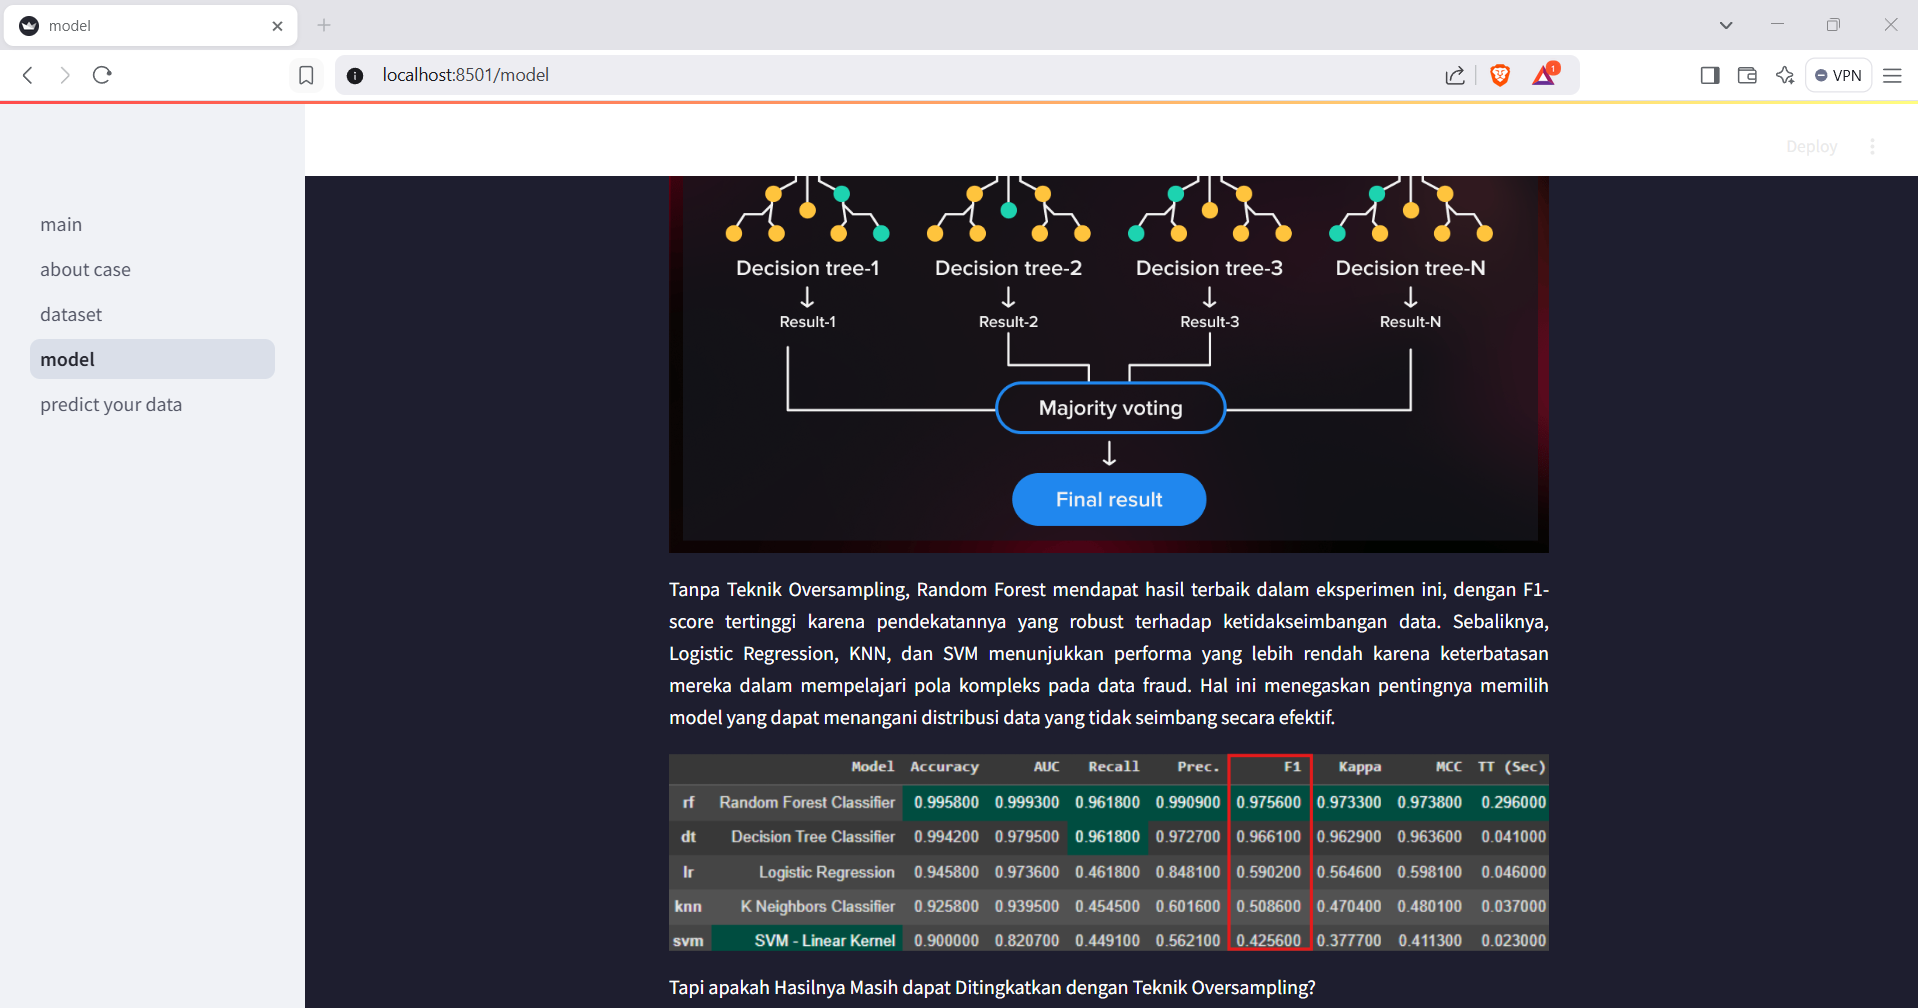 model
localhost:8501/model
1
VPN
Deploy
main
about case
dataset
model
predict your data
Decision tree-1 Decision tree-2 Decision tree-3 Decision tree-N
Result-1 Result-2 Result-3 Result-N
Majority voting
Final result
Tanpa Teknik Oversampling, Random Forest mendapat hasil terbaik dalam eksperimen ini, dengan F1-
score tertinggi karena pendekatannya yang robust terhadap ketidakseimbangan data. Sebaliknya,
Logistic Regression, KNN, dan SVM menunjukkan performa yang lebih rendah karena keterbatasan
mereka dalam mempelajari pola kompleks pada data fraud. Hal ini menegaskan pentingnya memilih
model yang dapat menangani distribusi data yang tidak seimbang secara efektif.
Model Accuracy AUC Recall Prec. F1 Kappa MCC TT (Sec)
rf Random Forest Classifier 0.995800 0.999300 0.961800 0.990900 0.975600 0.973300 0.973800 0.296000
dt Decision Tree Classifier 0.994200 0.979500 0.961800 0.972700 0.966100 0.962900 0.963600 0.041000
lr Logistic Regression 0.945800 0.973600 0.461800 0.848100 0.590200 0.564600 0.598100 0.046000
knn K Neighbors Classifier 0.925800 0.939500 0.454500 0.601600 0.508600 0.470400 0.480100 0.037000
svm SVM - Linear Kernel 0.900000 0.820700 0.449100 0.562100 0.425600 0.377700 0.411300 0.023000
Tapi apakah Hasilnya Masih dapat Ditingkatkan dengan Teknik Oversampling?